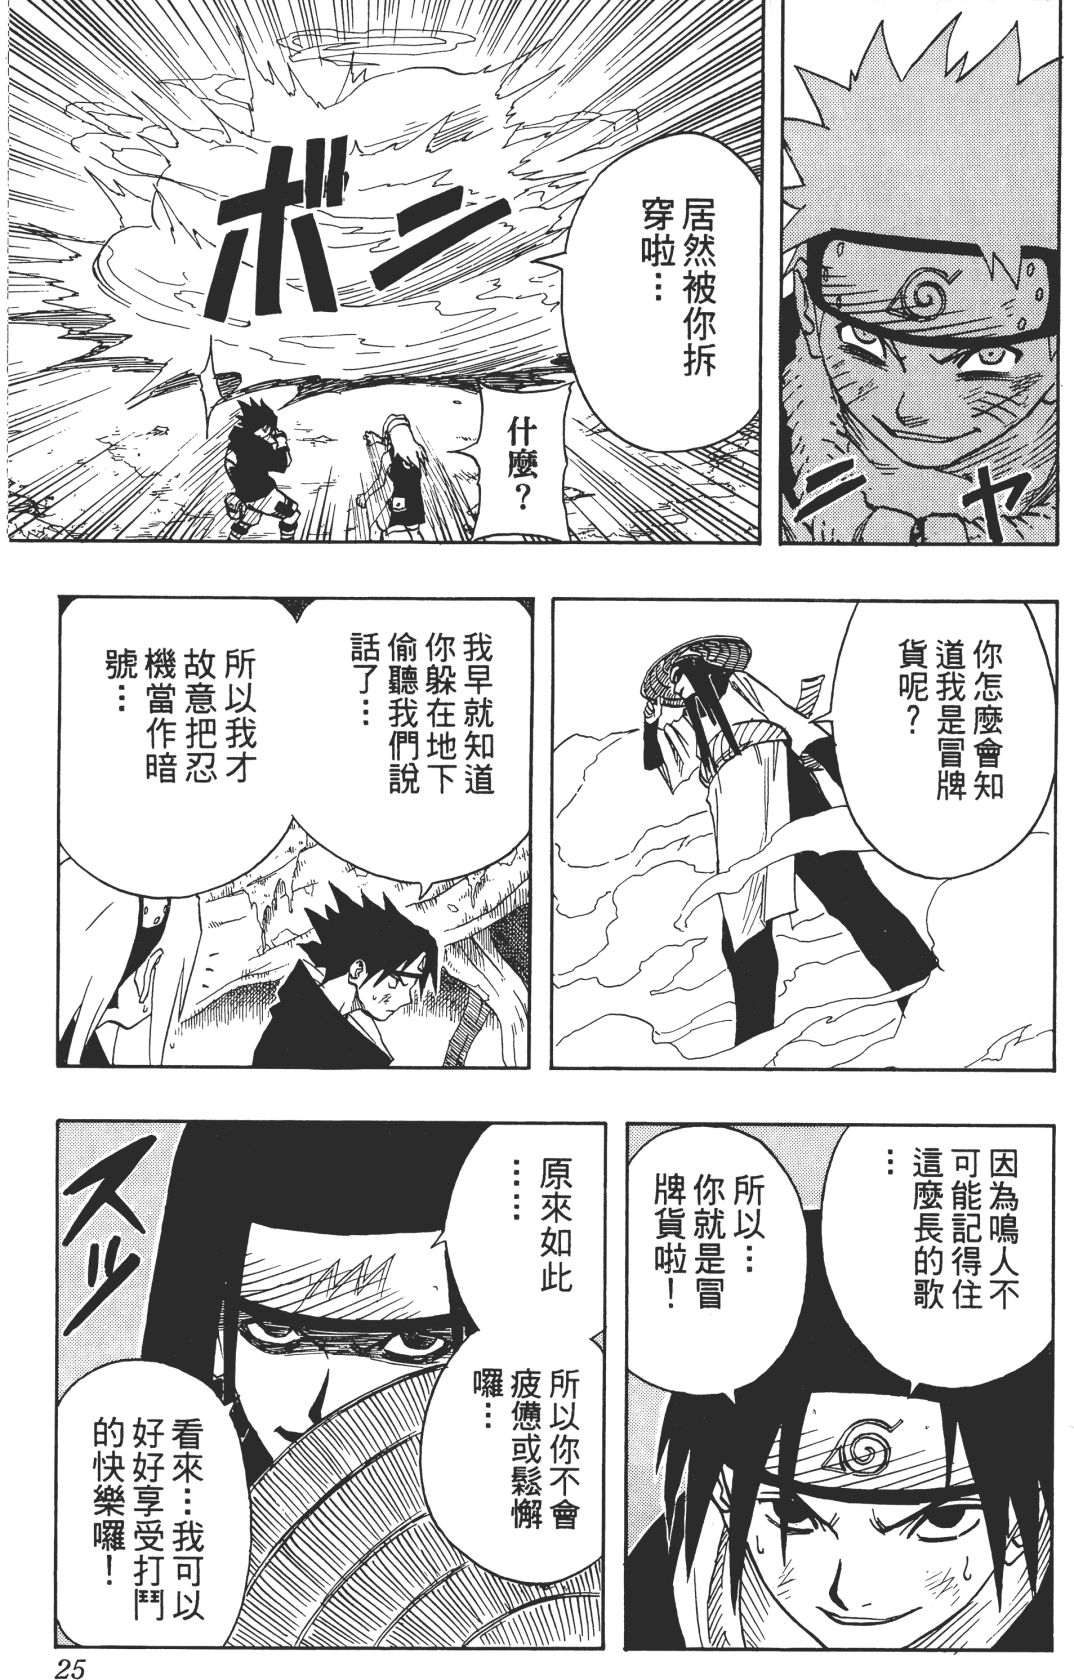 ニヤ
居然被你拆
穿啦…
ボン
什麼？
你怎麼會知
道我是冒牌
貨呢？
我早就知道
你躲在地下
偷聽我們說
話了…
所以我才
故意把忍
機當作暗
號…
因為鳴人不
可能記得住
這麼長的歌
…
所以…
你就是冒
牌貨啦！
原來如此
……
所以你不會
疲憊或鬆懈
囉…
スッ
看來…我可以
好好享受打鬥
的快樂囉！
25